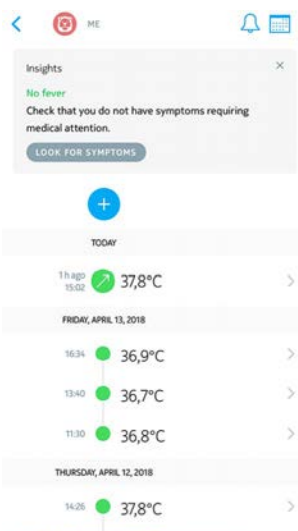 ME
Insights
No fever
Check that you do not have symptoms requiring
medical attention.
LOOK FOR SYMPTOMS
TODAY
1 h ago
15:02
37,8°C
FRIDAY, APRIL 13, 2018
16:34 36,9°C
13:40 36,7°C
11:30 36,8°C
THURSDAY, APRIL 12, 2018
14:26 37,8°C